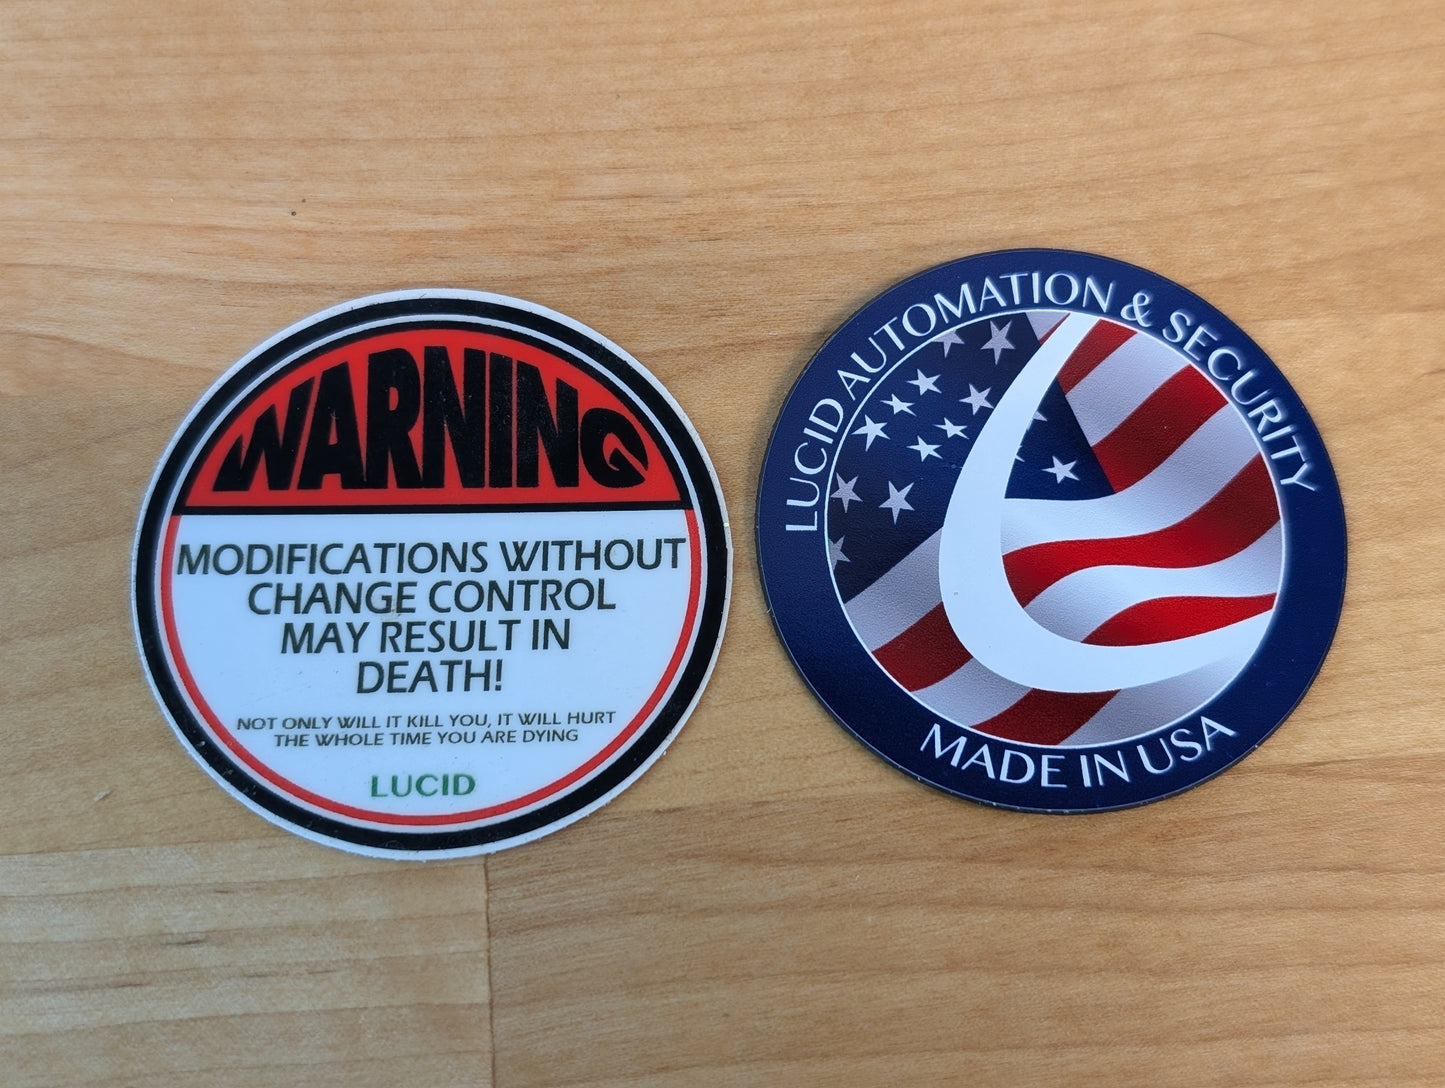 WARNING
MODIFICATIONS WITHOUT
CHANGE CONTROL
MAY RESULT IN
DEATH!
NOT ONLY WILL IT KILL YOU, IT WILL HURT
THE WHOLE TIME YOU ARE DYING
LUCID
LUCID AUTOMATION & SECURITY
MADE IN USA